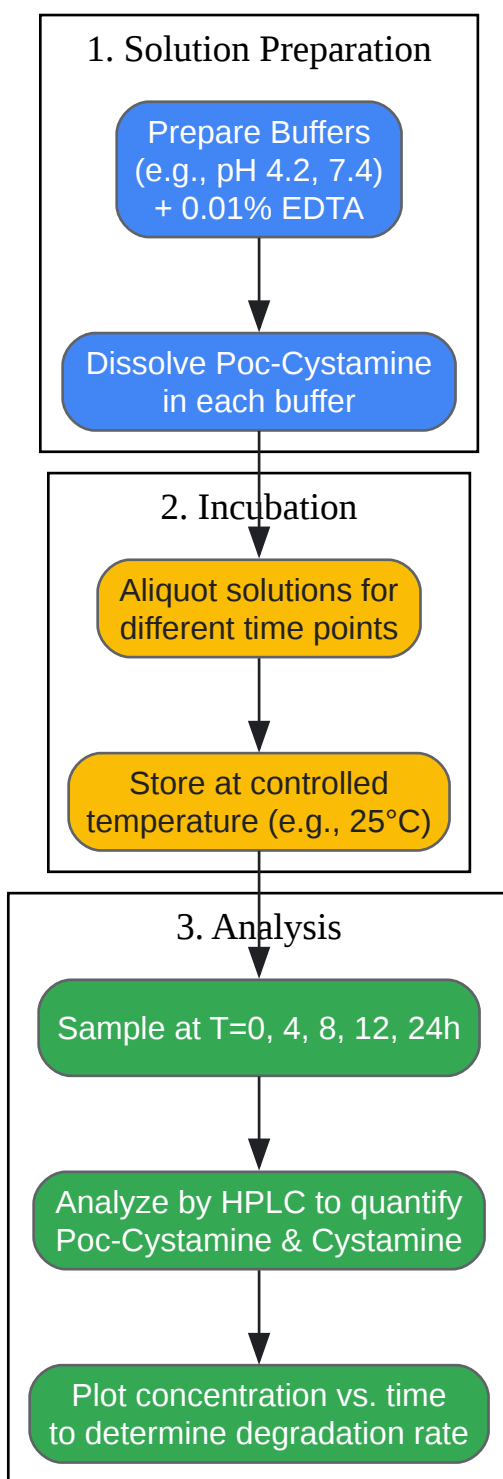 1. Solution Preparation
Prepare Buffers
(e.g., pH 4.2, 7.4)
+ 0.01% EDTA
Dissolve Poc-Cystamine
in each buffer
2. Incubation
Aliquot solutions for
different time points
Store at controlled
temperature (e.g., 25°C)
3. Analysis
Sample at T=0, 4, 8, 12, 24h
Analyze by HPLC to quantify
Poc-Cystamine & Cystamine
Plot concentration vs. time
to determine degradation rate